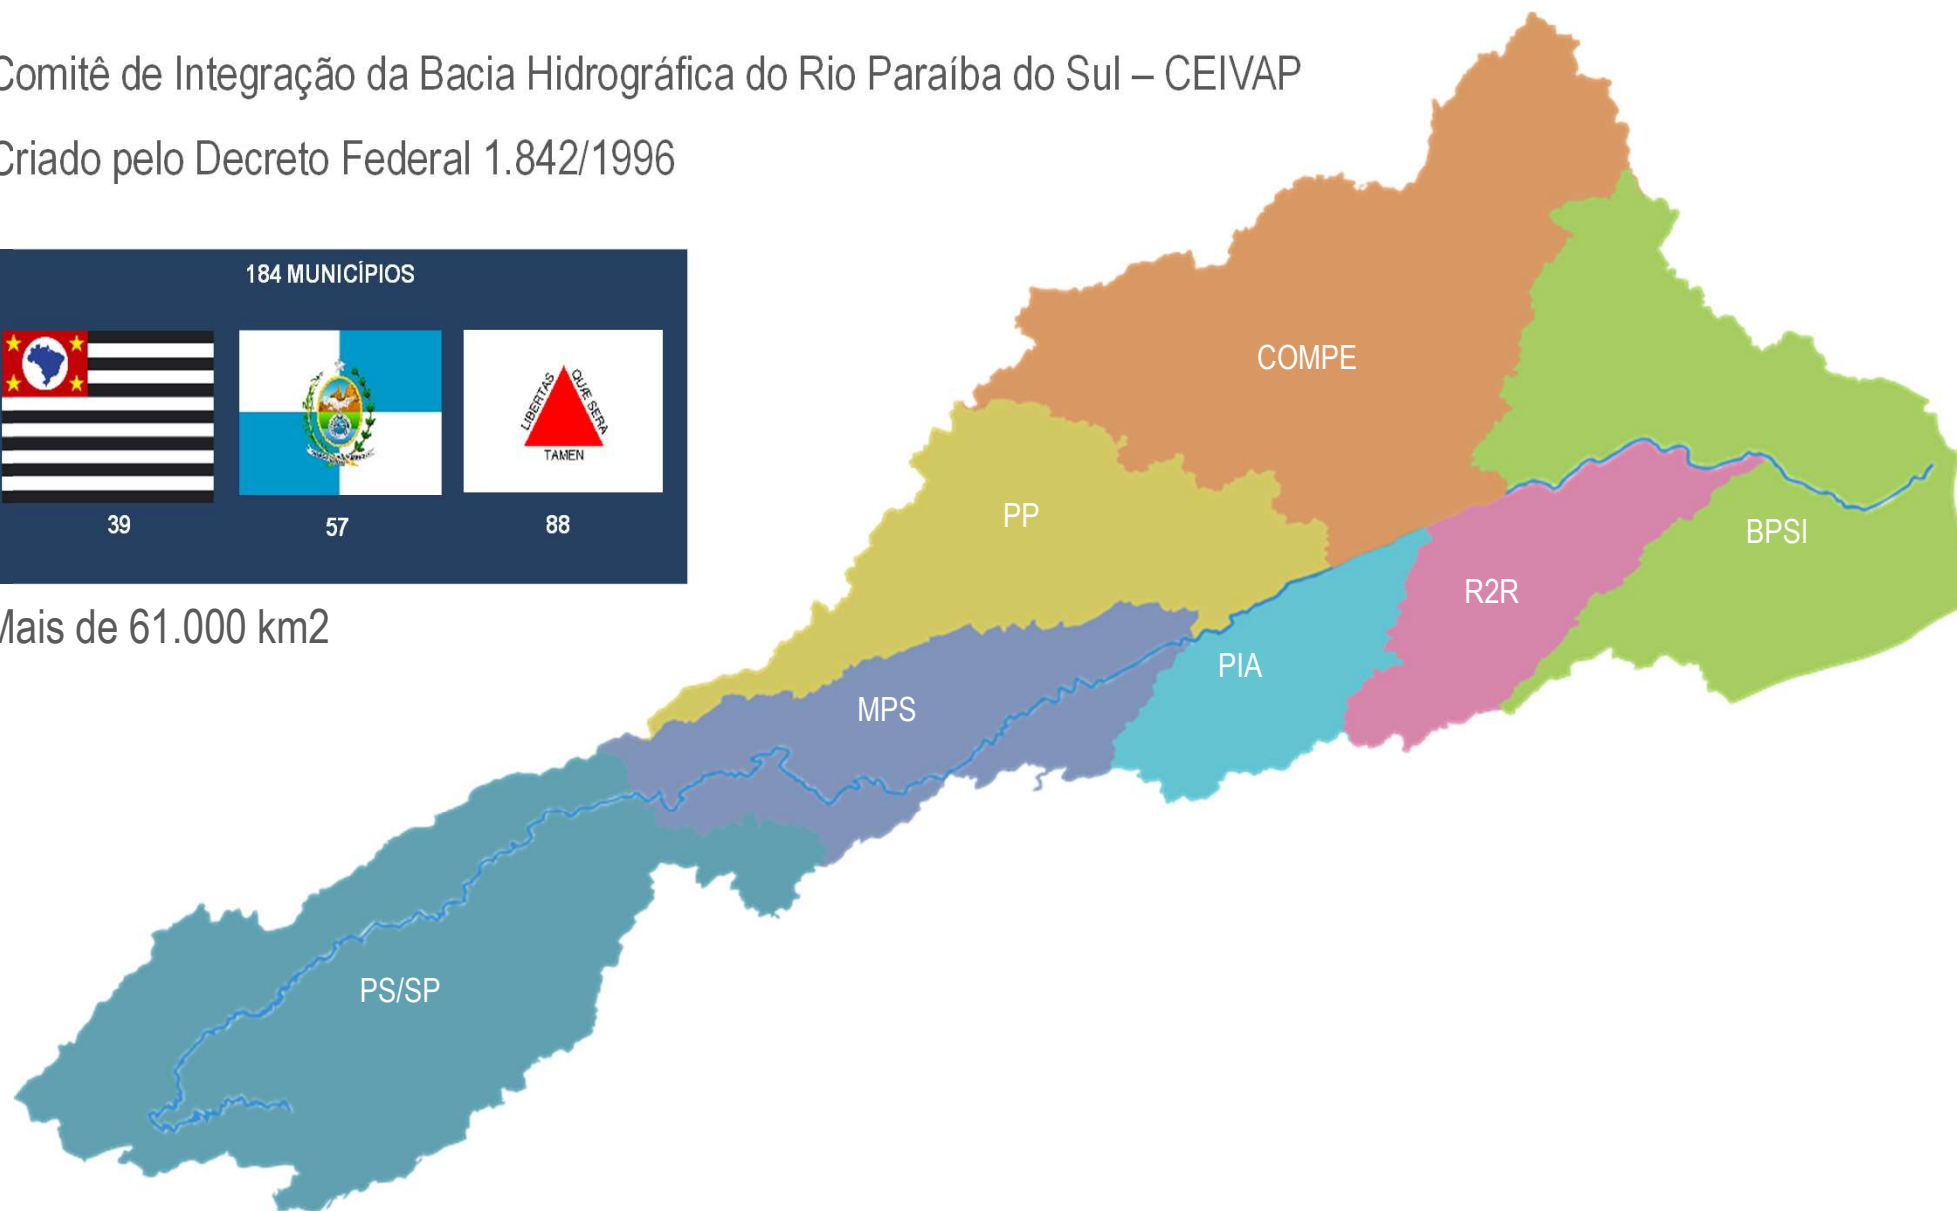 Comitê de Integração da Bacia Hidrográfica do Rio Paraíba do Sul – CEIVAP
Criado pelo Decreto Federal 1.842/1996
184 MUNICÍPIOS
LIBERTAS QUÆ SERA
TAMEN
39
57
88
Mais de 61.000 km2
COMPE
PP
BPSI
R2R
PIA
MPS
PS/SP